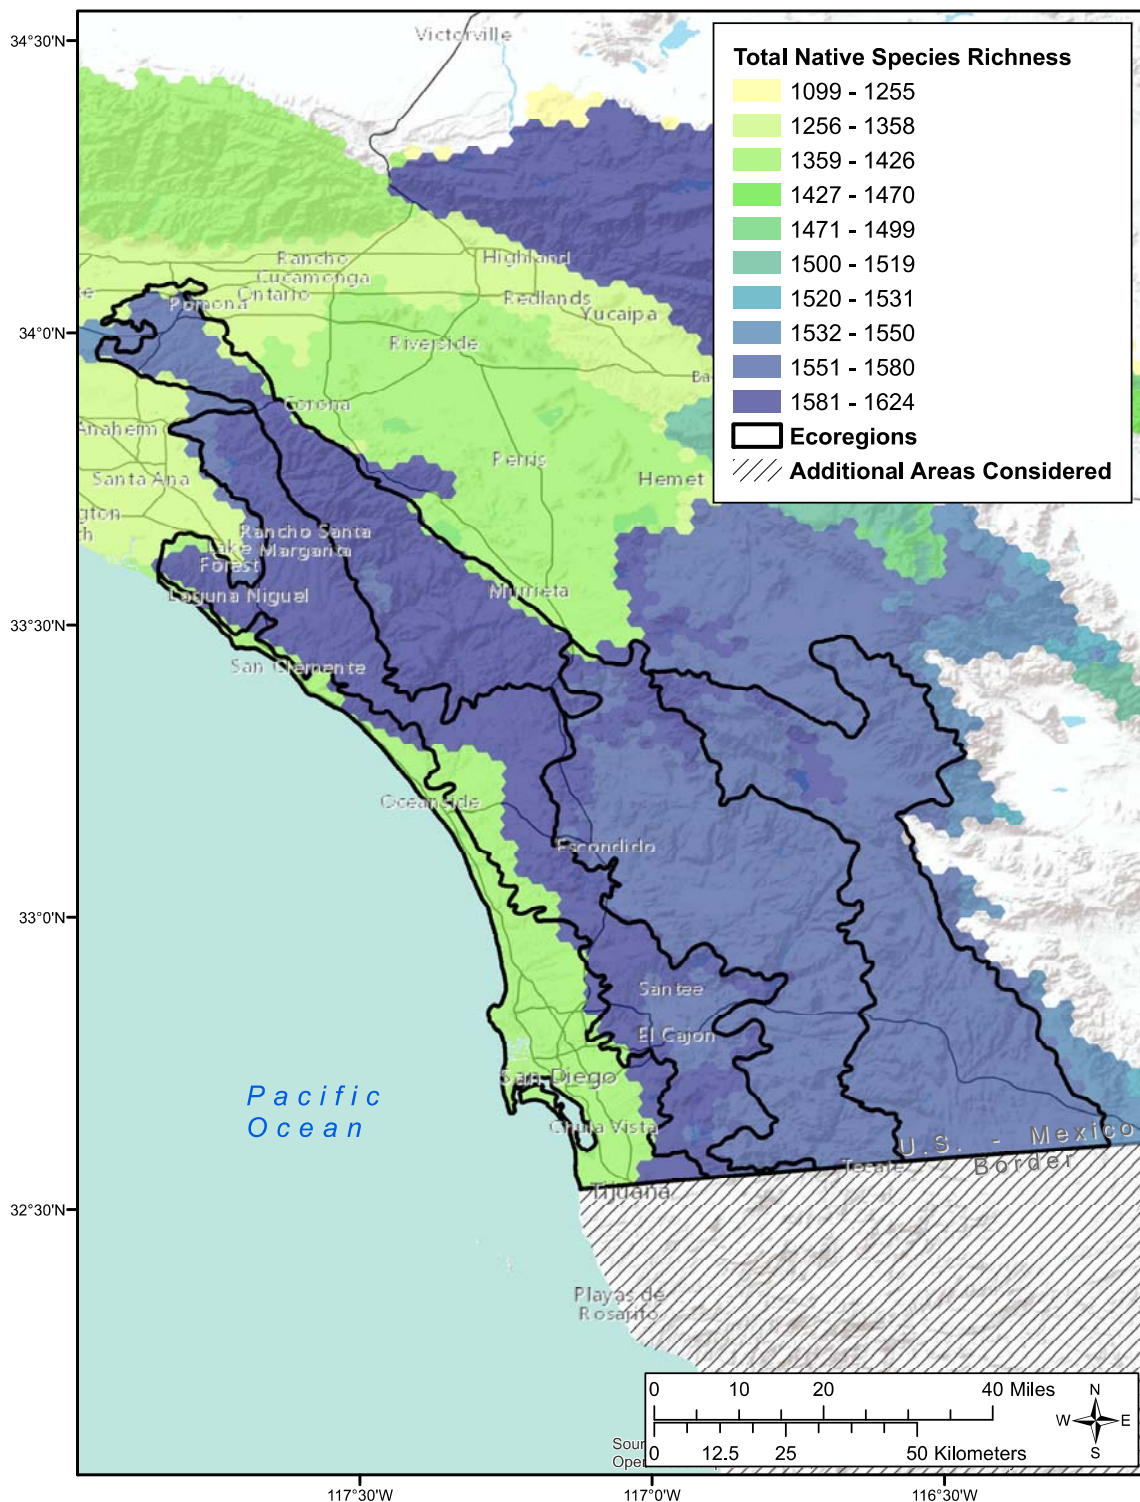 34°30'N
34°0'N
33°30'N
33°0'N
32°30'N
117°30'W
117°0'W
116°30'W
Total Native Species Richness
1099 - 1255
1256 - 1358
1359 - 1426
1427 - 1470
1471 - 1499
1500 - 1519
1520 - 1531
1532 - 1550
1551 - 1580
1581 - 1624
Ecoregions
Additional Areas Considered
Victorville
Rancho
Cucamonga
Ontario
Pomona
Highland
Redlands
Yucaipa
Riverside
Corona
Anaheim
Santa Ana
Perris
Hemet
Rancho Santa
Margarita
Lake
Forest
Laguna Niguel
Murrieta
San Clemente
Oceanside
Escondido
Santee
El Cajon
San Diego
Chula Vista
Tijuana
Tecate
U.S. - Mexico
Border
Pacific
Ocean
Playas de
Rosarito
0 10 20 40 Miles
0 12.5 25 50 Kilometers
N
W E
S